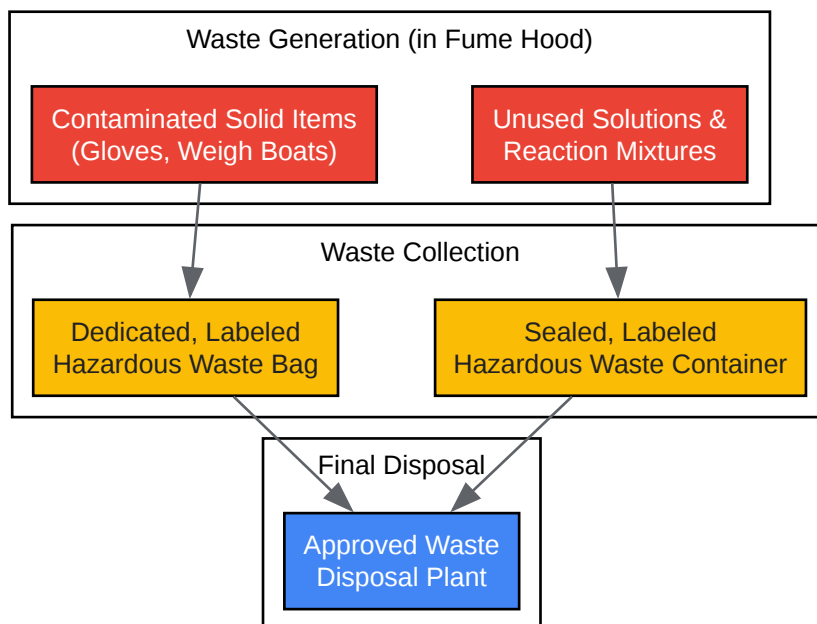 Waste Generation (in Fume Hood)
Contaminated Solid Items
(Gloves, Weigh Boats)
Unused Solutions &
Reaction Mixtures
Waste Collection
Dedicated, Labeled
Hazardous Waste Bag
Sealed, Labeled
Hazardous Waste Container
Final Disposal
Approved Waste
Disposal Plant